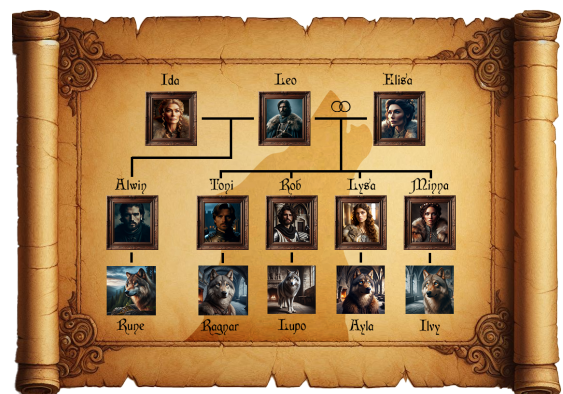 Ida Leo Elisa
Alwin Toni Rob Lysa Minna
Rune Ragnar Lupo Ayla Ilvy